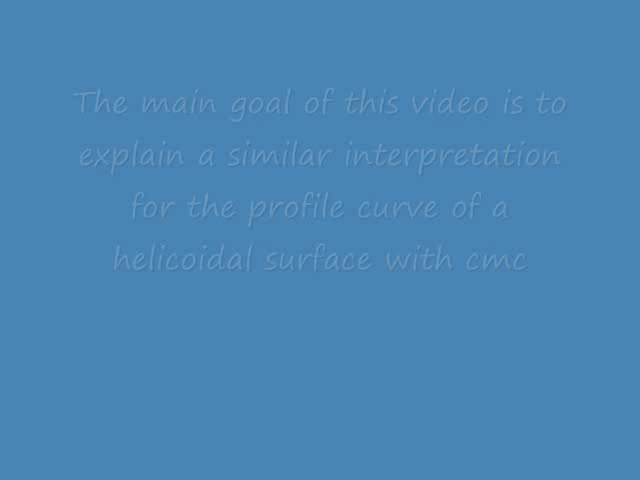 The main goal of this video is to
explain a similar interpretation
for the profile curve of a
helicoidal surface with cmc